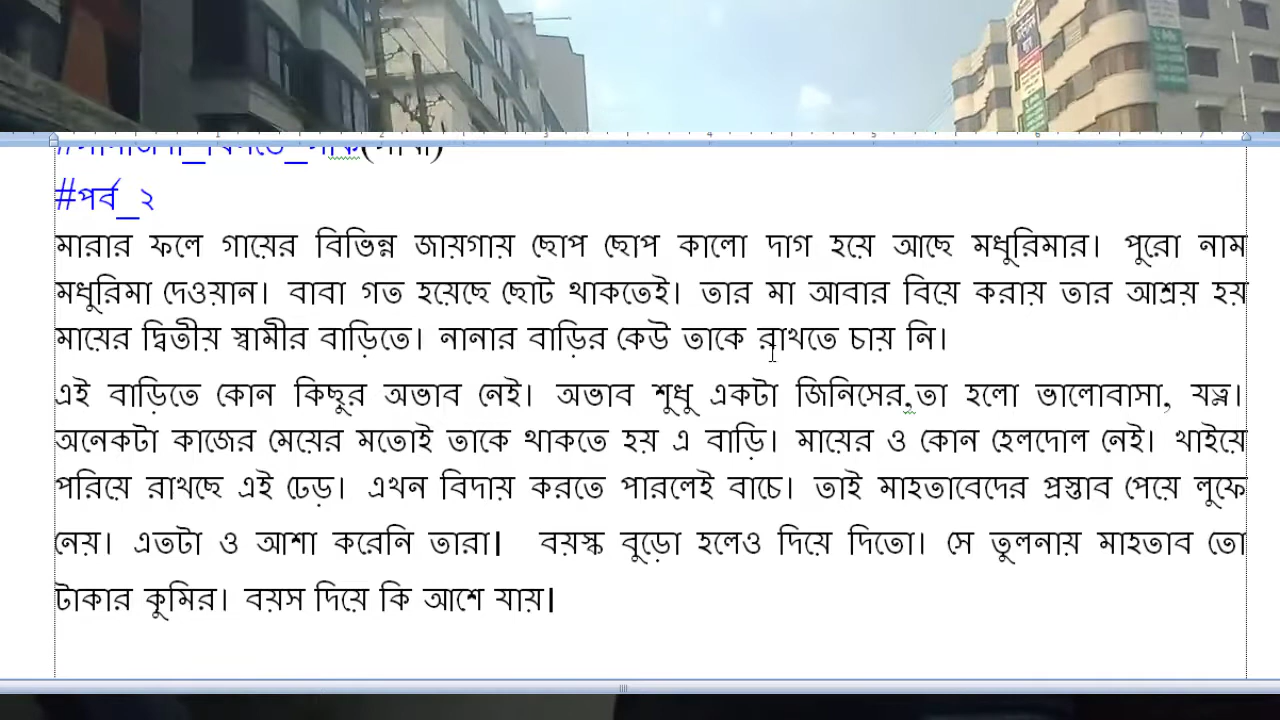 #পর্ব_২
মারার ফলে গায়ের বিভিন্ন জায়গায় ছোপ ছোপ কালো দাগ হয়ে আছে মধুরিমার। পুরো নাম
মধুরিমা দেওয়ান। বাবা গত হয়েছে ছোট থাকতেই। তার মা আবার বিয়ে করায় তার আশ্রয় হয়
মায়ের দ্বিতীয় স্বামীর বাড়িতে। নানার বাড়ির কেউ তাকে রাখতে চায় নি।
এই বাড়িতে কোন কিছুর অভাব নেই। অভাব শুধু একটা জিনিসের,তা হলো ভালোবাসা, যত্ন।
অনেকটা কাজের মেয়ের মতোই তাকে থাকতে হয় এ বাড়ি। মায়ের ও কোন হেলদোল নেই। খাইয়ে
পরিয়ে রাখছে এই ঢেড়। এখন বিদায় করতে পারলেই বাচে। তাই মাহতাবেদের প্রস্তাব পেয়ে লুফে
নেয়। এতটা ও আশা করেনি তারা। বয়স্ক বুড়ো হলেও দিয়ে দিতো। সে তুলনায় মাহতাব তো
টাকার কুমির। বয়স দিয়ে কি আশে যায়।